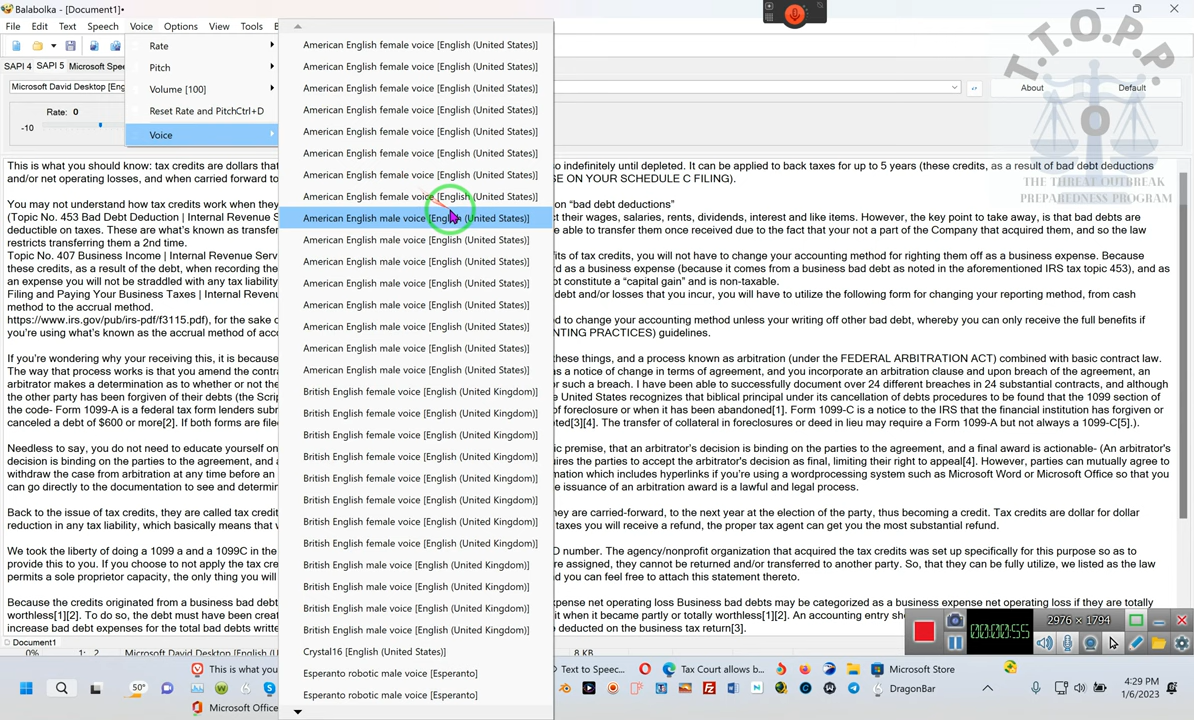 Balabolka - [Document1]*
File Edit Text Speech Voice Options View Tools
SAPI 4 SAPI 5 Microsoft Spee
Microsoft David Desktop [Eng
About
Default
Rate: 0
-10
Rate
Pitch
Volume [100]
Reset Rate and Pitch Ctrl+D
Voice
American English female voice [English (United States)]
American English female voice [English (United States)]
American English female voice [English (United States)]
American English female voice [English (United States)]
American English female voice [English (United States)]
American English female voice [English (United States)]
American English female voice [English (United States)]
American English female voice [English (United States)]
American English male voice [English (United States)]
American English male voice [English (United States)]
American English male voice [English (United States)]
American English male voice [English (United States)]
American English male voice [English (United States)]
American English male voice [English (United States)]
American English male voice [English (United States)]
American English male voice [English (United States)]
British English female voice [English (United Kingdom)]
British English female voice [English (United Kingdom)]
British English female voice [English (United Kingdom)]
British English female voice [English (United Kingdom)]
British English female voice [English (United Kingdom)]
British English female voice [English (United Kingdom)]
British English female voice [English (United Kingdom)]
British English female voice [English (United Kingdom)]
British English male voice [English (United Kingdom)]
British English male voice [English (United Kingdom)]
British English male voice [English (United Kingdom)]
British English male voice [English (United Kingdom)]
Crystal16 [English (United States)]
Esperanto robotic male voice [Esperanto]
Esperanto robotic male voice [Esperanto]
T.T.O.P.P.
THE THREAT OUTBREAK
PREPAREDNESS PROGRAM
This is what you should know: tax credits are dollars that
so indefinitely until depleted. It can be applied to back taxes for up to 5 years (these credits, as a result of bad debt deductions
and/or net operating losses, and when carried forward to
SE ON YOUR SCHEDULE C FILING).
You may not understand how tax credits work when they
on “bad debt deductions”
(Topic No. 453 Bad Debt Deduction | Internal Revenue S
ct their wages, salaries, rents, dividends, interest and like items. However, the key point to take away, is that bad debts are
deductible on taxes. These are what's known as transfer
able to transfer them once received due to the fact that your not a part of the Company that acquired them, and so the law
restricts transferring them a 2nd time.
Topic No. 407 Business Income | Internal Revenue Serv
fits of tax credits, you will not have to change your accounting method for righting them off as a business expense. Because
these credits, as a result of the debt, when recording the
rd as a business expense (because it comes from a business bad debt as noted in the aforementioned IRS tax topic 453), and as
an expense you will not be straddled with any tax liability
not constitute a “capital gain” and is non-taxable.
Filing and Paying Your Business Taxes | Internal Revenu
debt and/or losses that you incur, you will have to utilize the following form for changing your reporting method, from cash
method to the accrual method.
https://www.irs.gov/pub/irs-pdf/f3115.pdf), for the sake o
ed to change your accounting method unless your writing off other bad debt, whereby you can only receive the full benefits if
you're using what's known as the accrual method of acco
NTING PRACTICES) guidelines.
If you're wondering why your receiving this, it is because
these things, and a process known as arbitration (under the FEDERAL ARBITRATION ACT) combined with basic contract law.
The way that process works is that you amend the contra
as a notice of change in terms of agreement, and you incorporate an arbitration clause and upon breach of the agreement, an
arbitrator makes a determination as to whether or not the
or such a breach. I have been able to successfully document over 24 different breaches in 24 substantial contracts, and although
the other party has been forgiven of their debts (the Scrip
United States recognizes that biblical principal under its cancellation of debts procedures to be found that the 1099 section of
the code- Form 1099-A is a federal tax form lenders subm
of foreclosure or when it has been abandoned[1]. Form 1099-C is a notice to the IRS that the financial institution has forgiven or
canceled a debt of $600 or more[2]. If both forms are file
ted[3][4]. The transfer of collateral in foreclosures or deed in lieu may require a Form 1099-A but not always a 1099-C[5].).
Needless to say, you do not need to educate yourself on
ic premise, that an arbitrator's decision is binding on the parties to the agreement, and a final award is actionable- (An arbitrator's
decision is binding on the parties to the agreement, and a
ires the parties to accept the arbitrator's decision as final, limiting their right to appeal[4]. However, parties can mutually agree to
withdraw the case from arbitration at any time before an
mation which includes hyperlinks if you're using a wordprocessing system such as Microsoft Word or Microsoft Office so that you
can go directly to the documentation to see and determin
e issuance of an arbitration award is a lawful and legal process.
Back to the issue of tax credits, they are called tax credit
hey are carried-forward, to the next year at the election of the party, thus becoming a credit. Tax credits are dollar for dollar
reduction in any tax liability, which basically means that w
taxes you will receive a refund, the proper tax agent can get you the most substantial refund.
We took the liberty of doing a 1099 a and a 1099C in the
D number. The agency/nonprofit organization that acquired the tax credits was set up specifically for this purpose so as to
provide this to you. If you choose to not apply the tax cre
re assigned, they cannot be returned and/or transferred to another party. So, that they can be fully utilize, we listed as the law
permits a sole proprietor capacity, the only thing you will
nd you can feel free to attach this statement thereto.
Because the credits originated from a business bad debt
xpense net operating loss Business bad debts may be categorized as a business expense net operating loss if they are totally
worthless[1][2]. To do so, the debt must have been creat
when it became partly or totally worthless[1][2]. An accounting entry sho
increase bad debt expenses for the total bad debts writte
deducted on the business tax return[3].
Document1
0% 1: 2 Microsoft David Desktop [English (Unite
8 KB
00:00:55
2976 x 1794
This is what you
Text to Speec...
Tax Court allows b...
Microsoft Store
50°
DragonBar
4:29 PM
1/6/2023
Microsoft Office